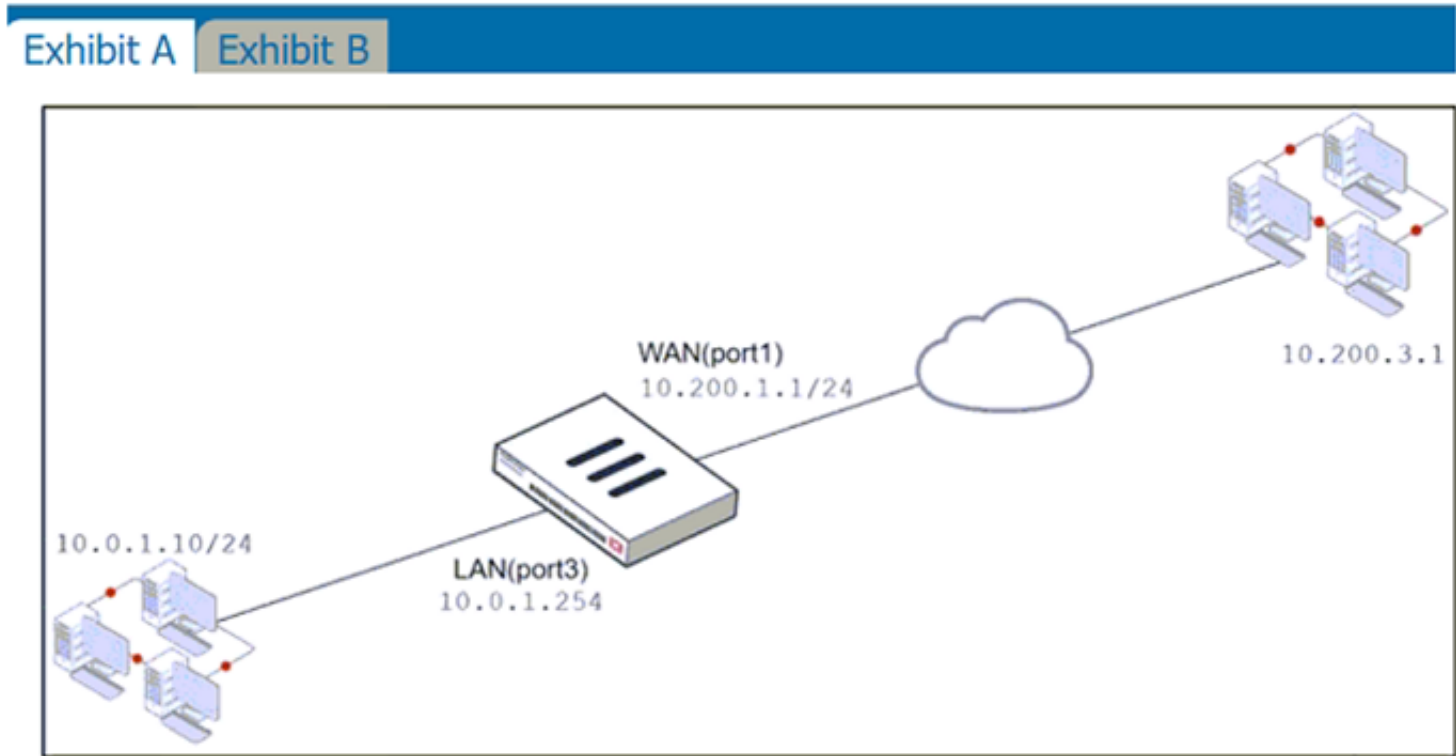 Exhibit A
Exhibit B
WAN(port1)
10.200.1.1/24
10.200.3.1
10.0.1.10/24
LAN(port3)
10.0.1.254